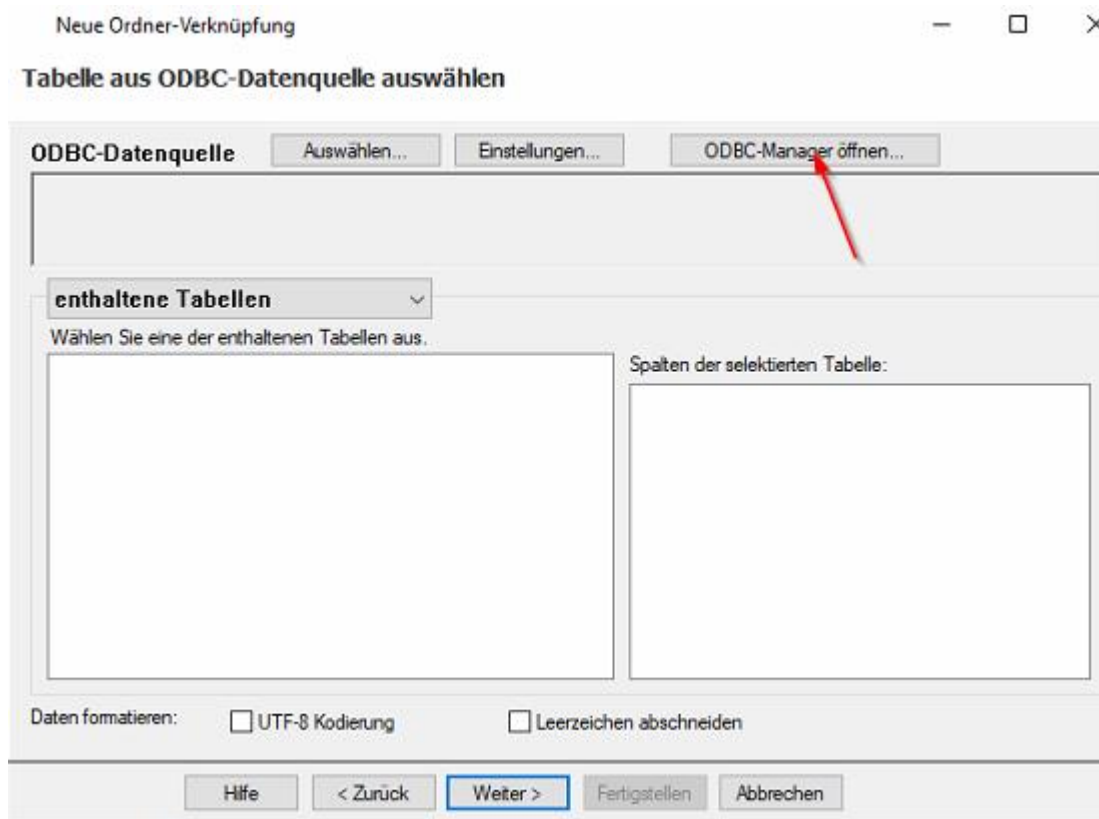 Neue Ordner-Verknüpfung
Tabelle aus ODBC-Datenquelle auswählen
ODBC-Datenquelle Auswählen... Einstellungen... ODBC-Manager öffnen...
enthaltene Tabellen
Wählen Sie eine der enthaltenen Tabellen aus.
Spalten der selektierten Tabelle:
Daten formatieren: UTF-8 Kodierung Leerzeichen abschneiden
Hilfe < Zurück Weiter > Fertigstellen Abbrechen